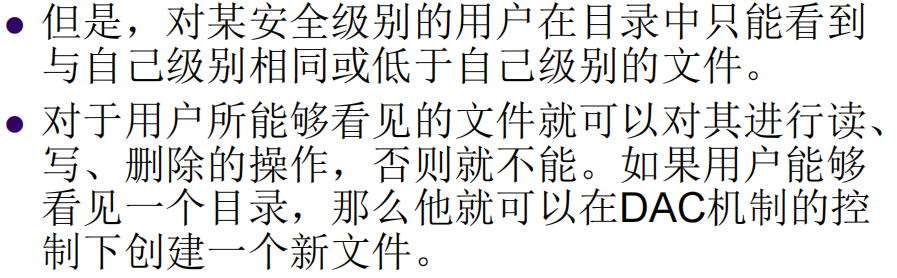 ● 但是，对某安全级别的用户在目录中只能看到
与自己级别相同或低于自己级别的文件。
● 对于用户所能够看见的文件就可以对其进行读、
写、删除的操作，否则就不能。如果用户能够
看见一个目录，那么他就可以在DAC机制的控
制下创建一个新文件。